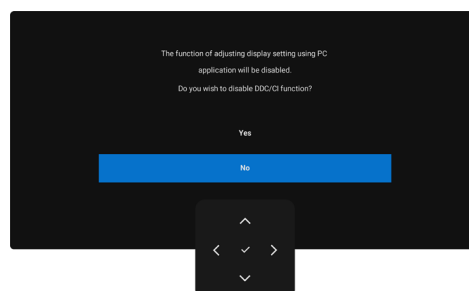 The function of adjusting display setting using PC
application will be disabled.
Do you wish to disable DDC/CI function?
Yes
No